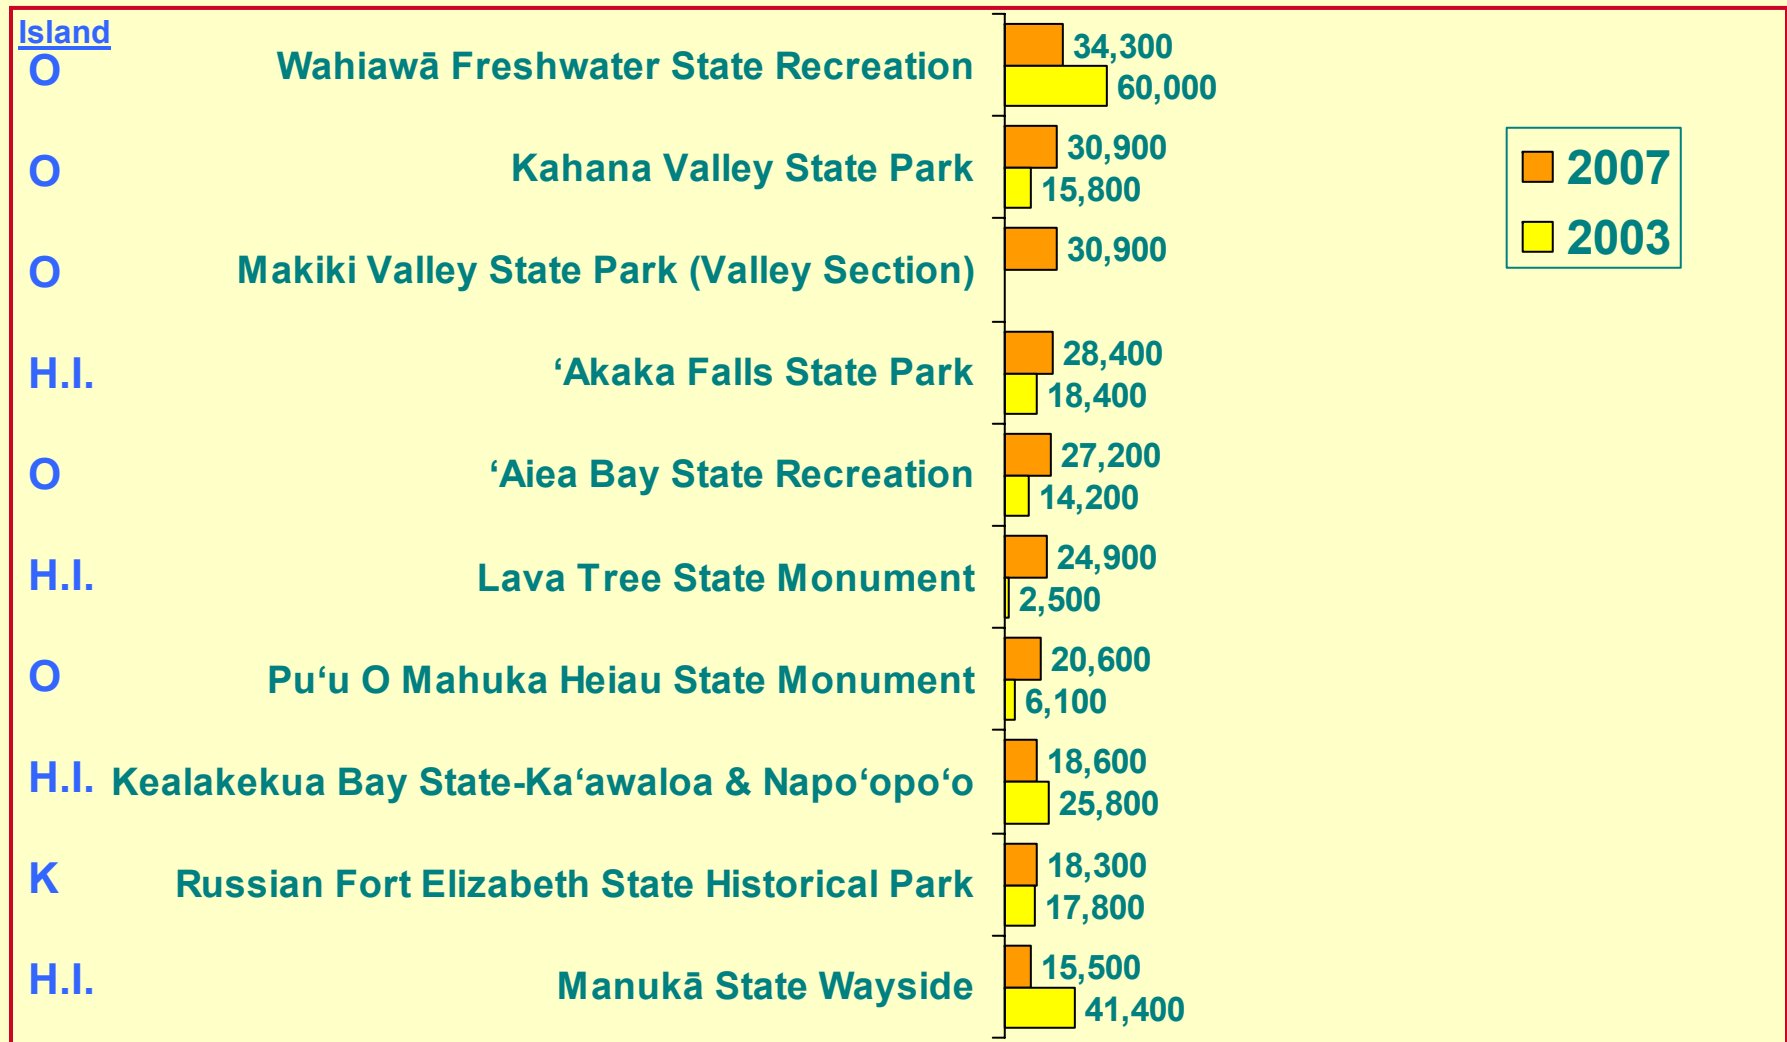 Island
O Wahiawā Freshwater State Recreation 34,300
60,000
O Kahana Valley State Park 30,900
15,800
O Makiki Valley State Park (Valley Section) 30,900
H.I. ‘Akaka Falls State Park 28,400
18,400
O ‘Aiea Bay State Recreation 27,200
14,200
H.I. Lava Tree State Monument 24,900
2,500
O Pu‘u O Mahuka Heiau State Monument 20,600
6,100
H.I. Kealakekua Bay State-Ka‘awaloa & Napo‘opo‘o 18,600
25,800
K Russian Fort Elizabeth State Historical Park 18,300
17,800
H.I. Manukā State Wayside 15,500
41,400
2007
2003